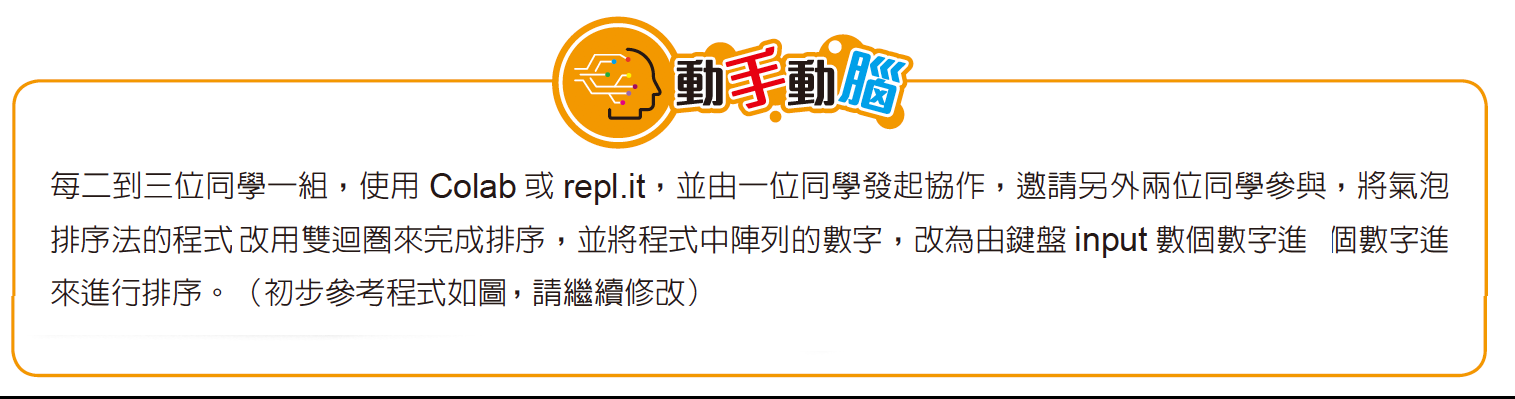 動手動腦
每二到三位同學一組，使用 Colab 或 repl.it，並由一位同學發起協作，邀請另外兩位同學參與，將氣泡
排序法的程式 改用雙迴圈來完成排序，並將程式中陣列的數字，改為由鍵盤 input 數個數字進 個數字進
來進行排序。（初步參考程式如圖，請繼續修改）